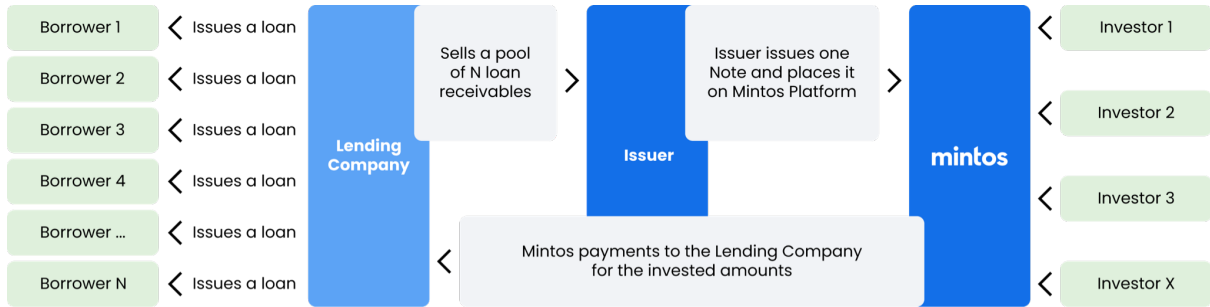 Borrower 1
Issues a loan
Borrower 2
Issues a loan
Borrower 3
Issues a loan
Borrower 4
Issues a loan
Borrower ...
Issues a loan
Borrower N
Issues a loan
Lending
Company
Sells a pool
of N loan
receivables
Issuer
Issuer issues one
Note and places it
on Mintos Platform
mintos
Mintos payments to the Lending Company
for the invested amounts
Investor 1
Investor 2
Investor 3
Investor X